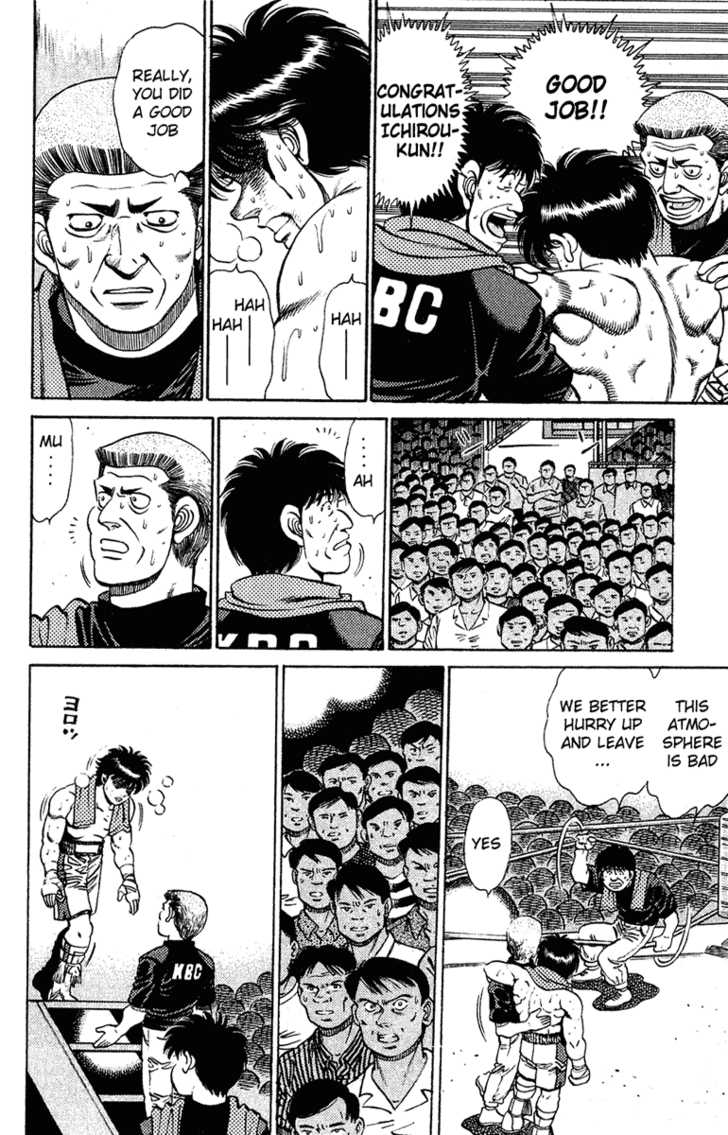 GOOD
JOB!!
CONGRAT-
ULATIONS
ICHIROU-
KUN!!
BC
HAH
HAH
HAH
REALLY,
YOU DID
A GOOD
JOB
....
AH
KBC
MU
....
THIS
ATMO-
SPHERE
IS BAD
WE BETTER
HURRY UP
AND LEAVE
...
YES
ヨロッ
KBC